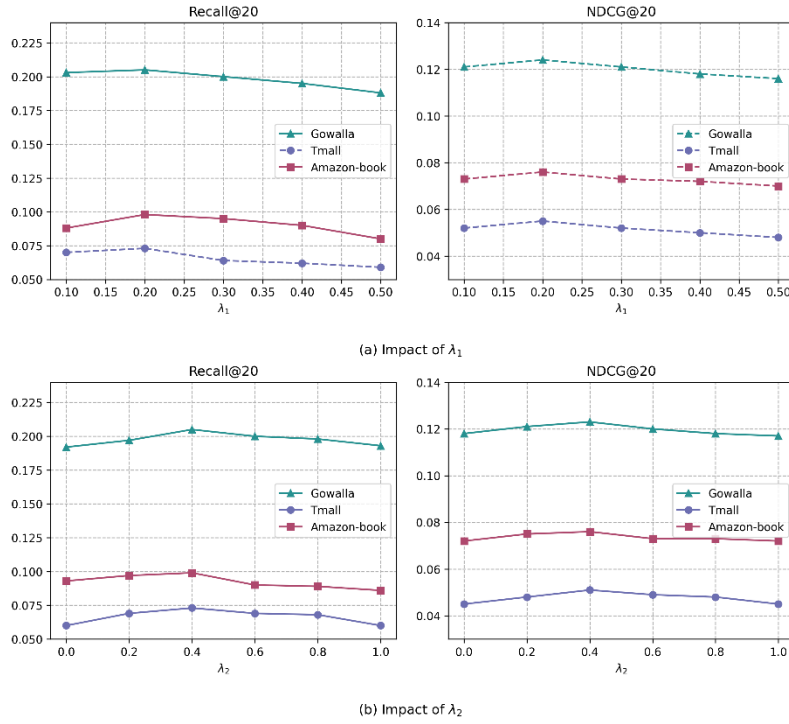 Recall@20
0.225
0.200
0.175
0.150
0.125
0.100
0.075
0.050
Gowalla
Tmall
Amazon-book
0.10 0.15 0.20 0.25 0.30 0.35 0.40 0.45 0.50
λ1
NDCG@20
0.14
0.12
0.10
0.08
0.06
0.04
Gowalla
Tmall
Amazon-book
0.10 0.15 0.20 0.25 0.30 0.35 0.40 0.45 0.50
λ1
(a) Impact of λ1
Recall@20
0.225
0.200
0.175
0.150
0.125
0.100
0.075
0.050
Gowalla
Tmall
Amazon-book
0.0 0.2 0.4 0.6 0.8 1.0
λ2
NDCG@20
0.14
0.12
0.10
0.08
0.06
0.04
Gowalla
Tmall
Amazon-book
0.0 0.2 0.4 0.6 0.8 1.0
λ2
(b) Impact of λ2